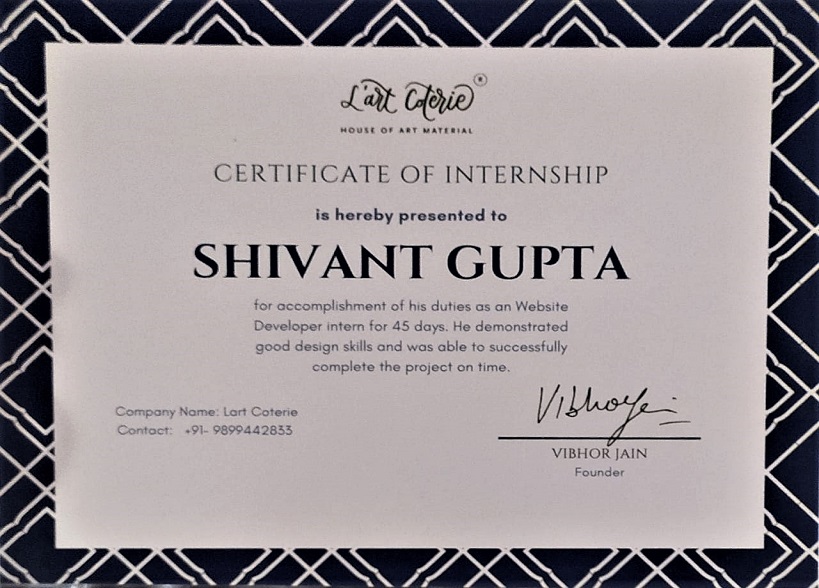 L'art Coterie ®
HOUSE OF ART MATERIAL
CERTIFICATE OF INTERNSHIP
is hereby presented to
SHIVANT GUPTA
for accomplishment of his duties as an Website
Developer intern for 45 days. He demonstrated
good design skills and was able to successfully
complete the project on time.
Company Name: Lart Coterie
Contact: +91- 9899442833
Vibhor Jain
VIBHOR JAIN
Founder